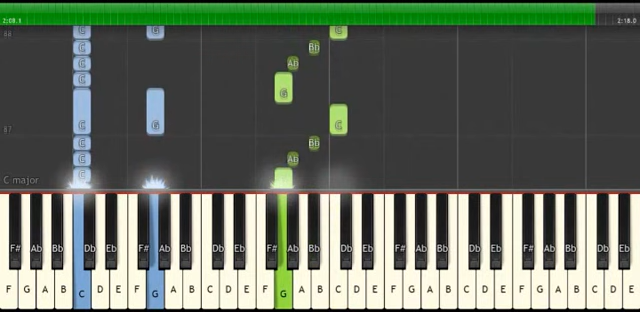 2:08.1 2:18.0
88 C G C
C Bb
C Ab
C G
C G C
87
C Bb
C Ab
C major C
F# Ab Bb Db Eb F# Ab Bb Db Eb F# Ab Bb Db Eb F# Ab Bb Db Eb F# Ab Bb Db Eb
F G A B C D E F G A B C D E F G A B C D E F G A B C D E F G A B C D E